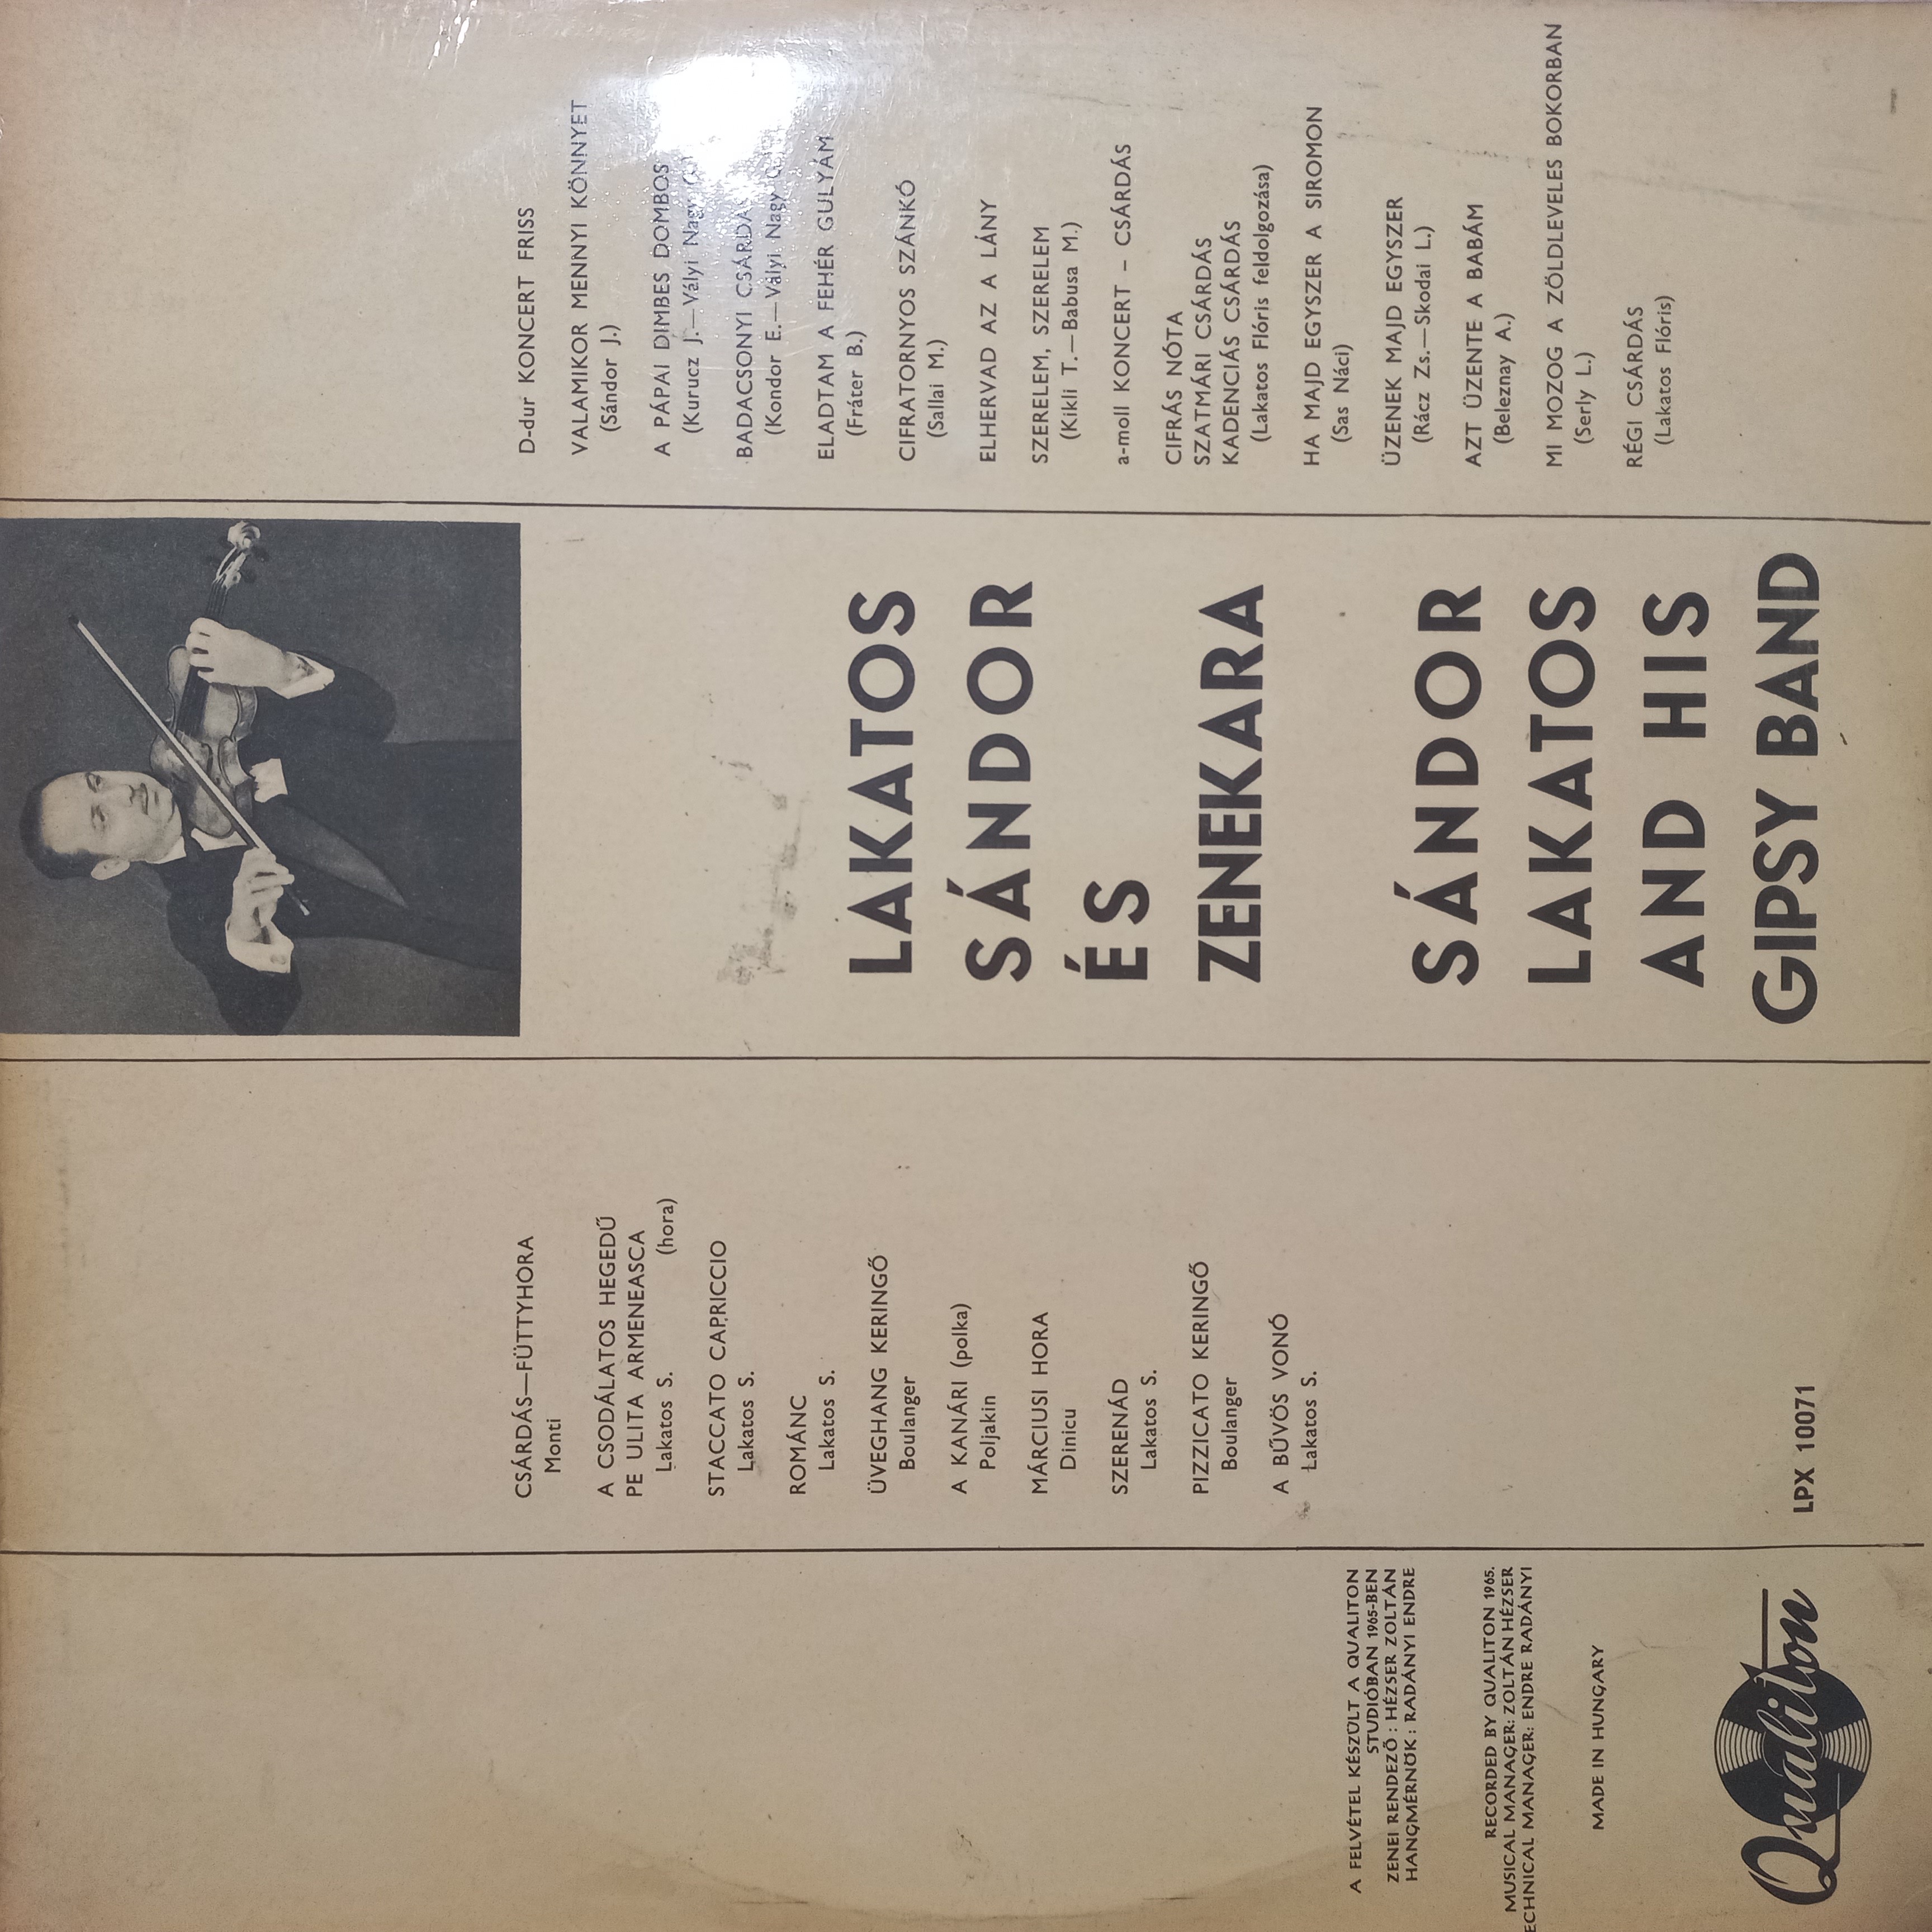 A FELVÉTEL KÉSZÜLT A QUALITON
STUDIÓBAN 1965-BEN
ZENEI RENDEZŐ : HÉZSER ZOLTÁN
HANGMÉRNÖK : RADÁNYI ENDRE
RECORDED BY QUALITON 1965.
MUSICAL MANAGER: ZOLTÁN HÉZSER
ECHNICAL MANAGER: ENDRE RADÁNYI
MADE IN HUNGARY
Qualiton
CSÁRDÁS—FÜTTYHORA
Monti
A CSODÁLATOS HEGEDŰ
PE ULITA ARMENEASCA
Lakatos S. (hora)
STACCATO CAPRICCIO
Lakatos S.
ROMÁNC
Lakatos S.
ÜVEGHANG KERINGŐ
Boulanger
A KANÁRI (polka)
Poljakin
MÁRCIUSI HORA
Dinicu
SZERENÁD
Lakatos S.
PIZZICATO KERINGŐ
Boulanger
A BŰVÖS VONÓ
Lakatos S.
LPX 10071
LAKATOS
SÁNDOR
ÉS
ZENEKARA
SÁNDOR
LAKATOS
AND HIS
GIPSY BAND
D-dur KONCERT FRISS
VALAMIKOR MENNYI KÖNNYET
(Sándor J.)
A PÁPAI DIMBES DOMBOS
(Kurucz J.—Vályi Nagy
BADACSONYI
(Kondor E.—Vályi Nagy
ELADTAM A FEHÉR GULYÁM
(Fráter B.)
CIFRATORNYOS SZÁNKÓ
(Sallai M.)
ELHERVAD AZ A LÁNY
SZERELEM, SZERELEM
(Kikli T.—Babusa M.)
a-moll KONCERT – CSÁRDÁS
CIFRÁS NÓTA
SZATMÁRI CSÁRDÁS
KADENCIÁS CSÁRDÁS
(Lakatos Flóris feldolgozása)
HA MAJD EGYSZER A SIROMON
(Sas Náci)
ÜZENEK MAJD EGYSZER
(Rácz Zs.—Skodai L.)
AZT ÜZENTE A BABÁM
(Beleznay A.)
MI MOZOG A ZÖLDLEVELES BOKORBAN
(Serly L.)
RÉGI CSÁRDÁS
(Lakatos Flóris)